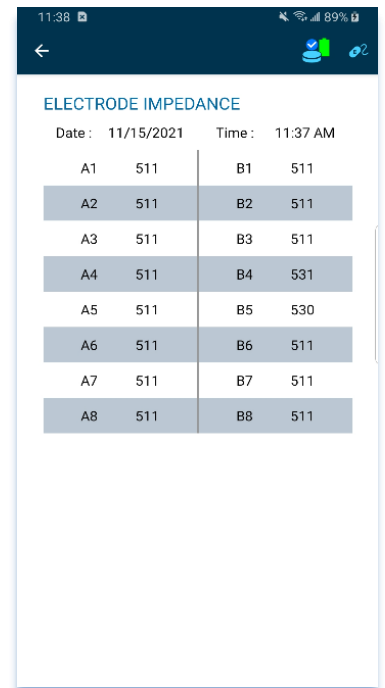 11:38 89%
2
ELECTRODE IMPEDANCE
Date : 11/15/2021 Time : 11:37 AM
A1 511 B1 511
A2 511 B2 511
A3 511 B3 511
A4 511 B4 531
A5 511 B5 530
A6 511 B6 511
A7 511 B7 511
A8 511 B8 511